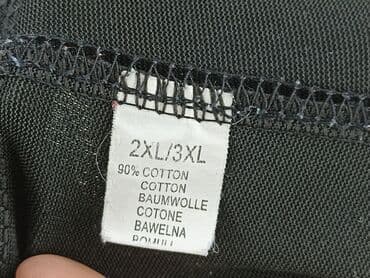 2XL/3XL
90% COTTON
COTTON
BAUMWOLLE
COTONE
BAWELNA